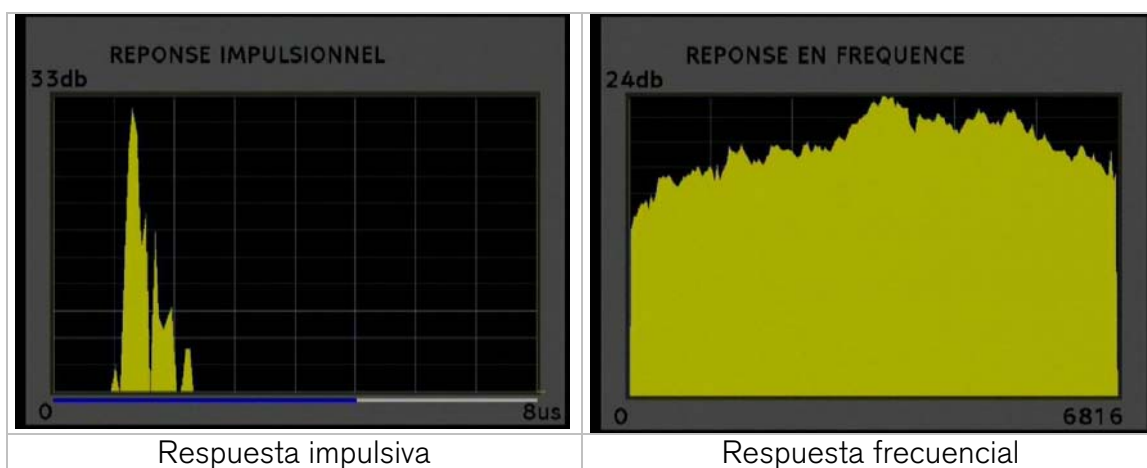 REPONSE IMPULSIONNEL
33db
0
8us
Respuesta impulsiva
REPONSE EN FREQUENCE
24db
0
6816
Respuesta frecuencial